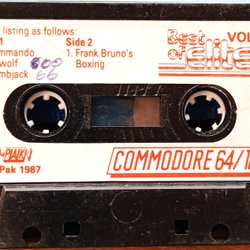 listing as follows:
Side 2
mmando
1. Frank Bruno's
wolf 600
Boxing
mbjack 66
Best
of elite
VOL
COMMODORE 64/1
Pak 1987